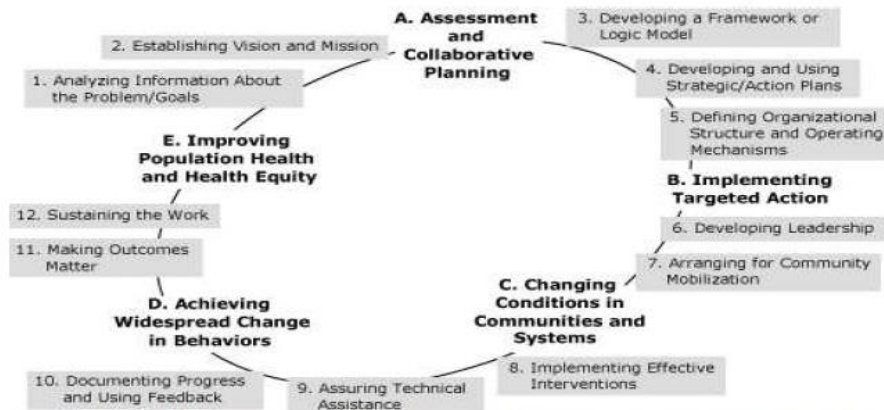 A. Assessment
and
Collaborative
Planning
3. Developing a Framework or
Logic Model
4. Developing and Using
Strategic/Action Plans
5. Defining Organizational
Structure and Operating
Mechanisms
B. Implementing
Targeted Action
6. Developing Leadership
7. Arranging for Community
Mobilization
C. Changing
Conditions in
Communities and
Systems
8. Implementing Effective
Interventions
9. Assuring Technical
Assistance
10. Documenting Progress
and Using Feedback
D. Achieving
Widespread Change
in Behaviors
11. Making Outcomes
Matter
12. Sustaining the Work
E. Improving
Population Health
and Health Equity
1. Analyzing Information About
the Problem/Goals
2. Establishing Vision and Mission